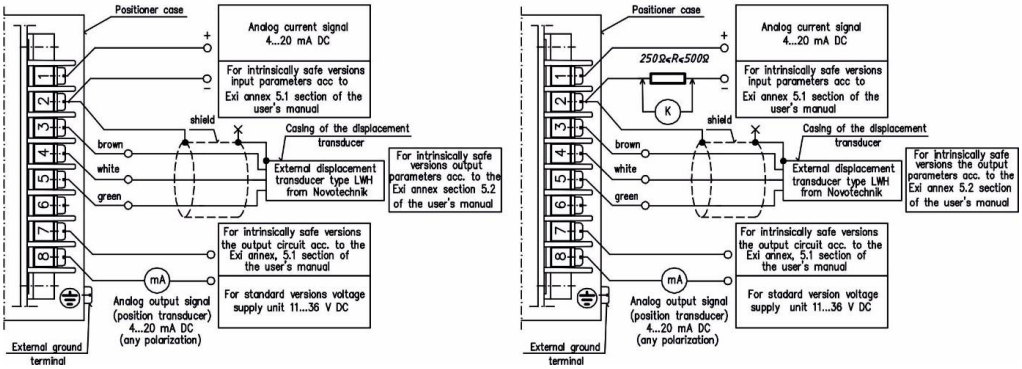 Positioner case
Analog current signal
4...20 mA DC
+
−
For intrinsically safe versions
input parameters acc to
Exi annex 5.1 section of the
user's manual
1
2
3
4
5
6
7
8
shield
Casing of the displacement
transducer
brown
white
green
External displacement
transducer type LWH
from Novotechnik
For intrinsically safe
versions output
parameters acc. to the
Exi annex section 5.2
of the user's manual
For intrinsically safe versions
the output circuit acc. to the
Exi annex, 5.1 section of
the user's manual
mA
For standard versions voltage
supply unit 11...36 V DC
Analog output signal
(position transducer)
4...20 mA DC
(any polarization)
External ground
terminal
Positioner case
Analog current signal
4...20 mA DC
+
−
250Ω<R<500Ω
K
For intrinsically safe versions
input parameters acc to
Exi annex 5.1 section of the
user's manual
1
2
3
4
5
6
7
8
shield
Casing of the displacement
transducer
brown
white
green
External displacement
transducer type LWH
from Novotechnik
For intrinsically safe
versions the output
parameters acc. to the
Exi annex 5.2 section
of the user's manual
For intrinsically safe versions
the output circuit acc. to the
Exi annex, 5.1 section of
the user's manual
mA
For stadard version voltage
supply unit 11...36 V DC
Analog output signal
(position transducer)
4...20 mA DC
(any polarization)
External ground
terminal